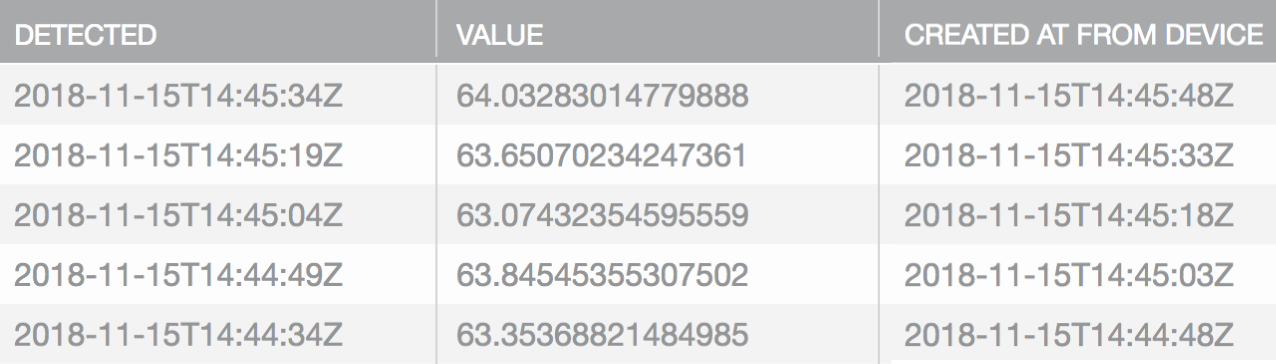 DETECTED VALUE CREATED AT FROM DEVICE
2018-11-15T14:45:34Z 64.03283014779888 2018-11-15T14:45:48Z
2018-11-15T14:45:19Z 63.65070234247361 2018-11-15T14:45:33Z
2018-11-15T14:45:04Z 63.07432354595559 2018-11-15T14:45:18Z
2018-11-15T14:44:49Z 63.84545355307502 2018-11-15T14:45:03Z
2018-11-15T14:44:34Z 63.35368821484985 2018-11-15T14:44:48Z